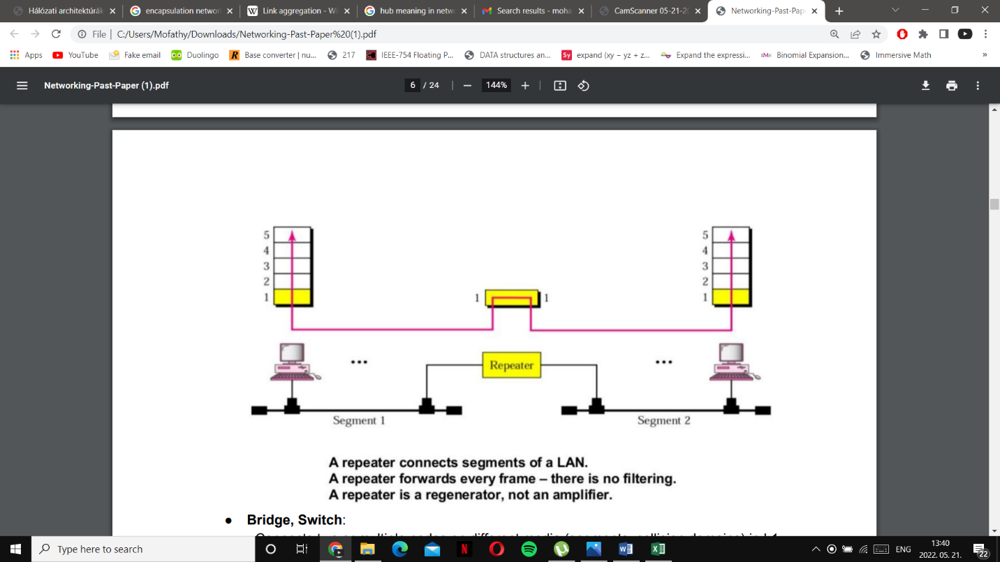 Hálózati architektúrák
encapsulation networ
Link aggregation - Wi
hub meaning in netw
Search results - moha
CamScanner 05-21-20
Networking-Past-Pap
File
C:/Users/Mofathy/Downloads/Networking-Past-Paper%20(1).pdf
Apps
YouTube
Fake email
Duolingo
Base converter | nu...
217
IEEE-754 Floating P...
DATA structures an...
expand (xy − yz + z...
Expand the expressi...
Binomial Expansion...
Immersive Math
»
Networking-Past-Paper (1).pdf
6 / 24
144%
5
4
3
2
1
1
1
5
4
3
2
1
...
Repeater
...
Segment 1
Segment 2
A repeater connects segments of a LAN.
A repeater forwards every frame – there is no filtering.
A repeater is a regenerator, not an amplifier.
● Bridge, Switch:
Type here to search
ENG
13:40
2022. 05. 21.
22